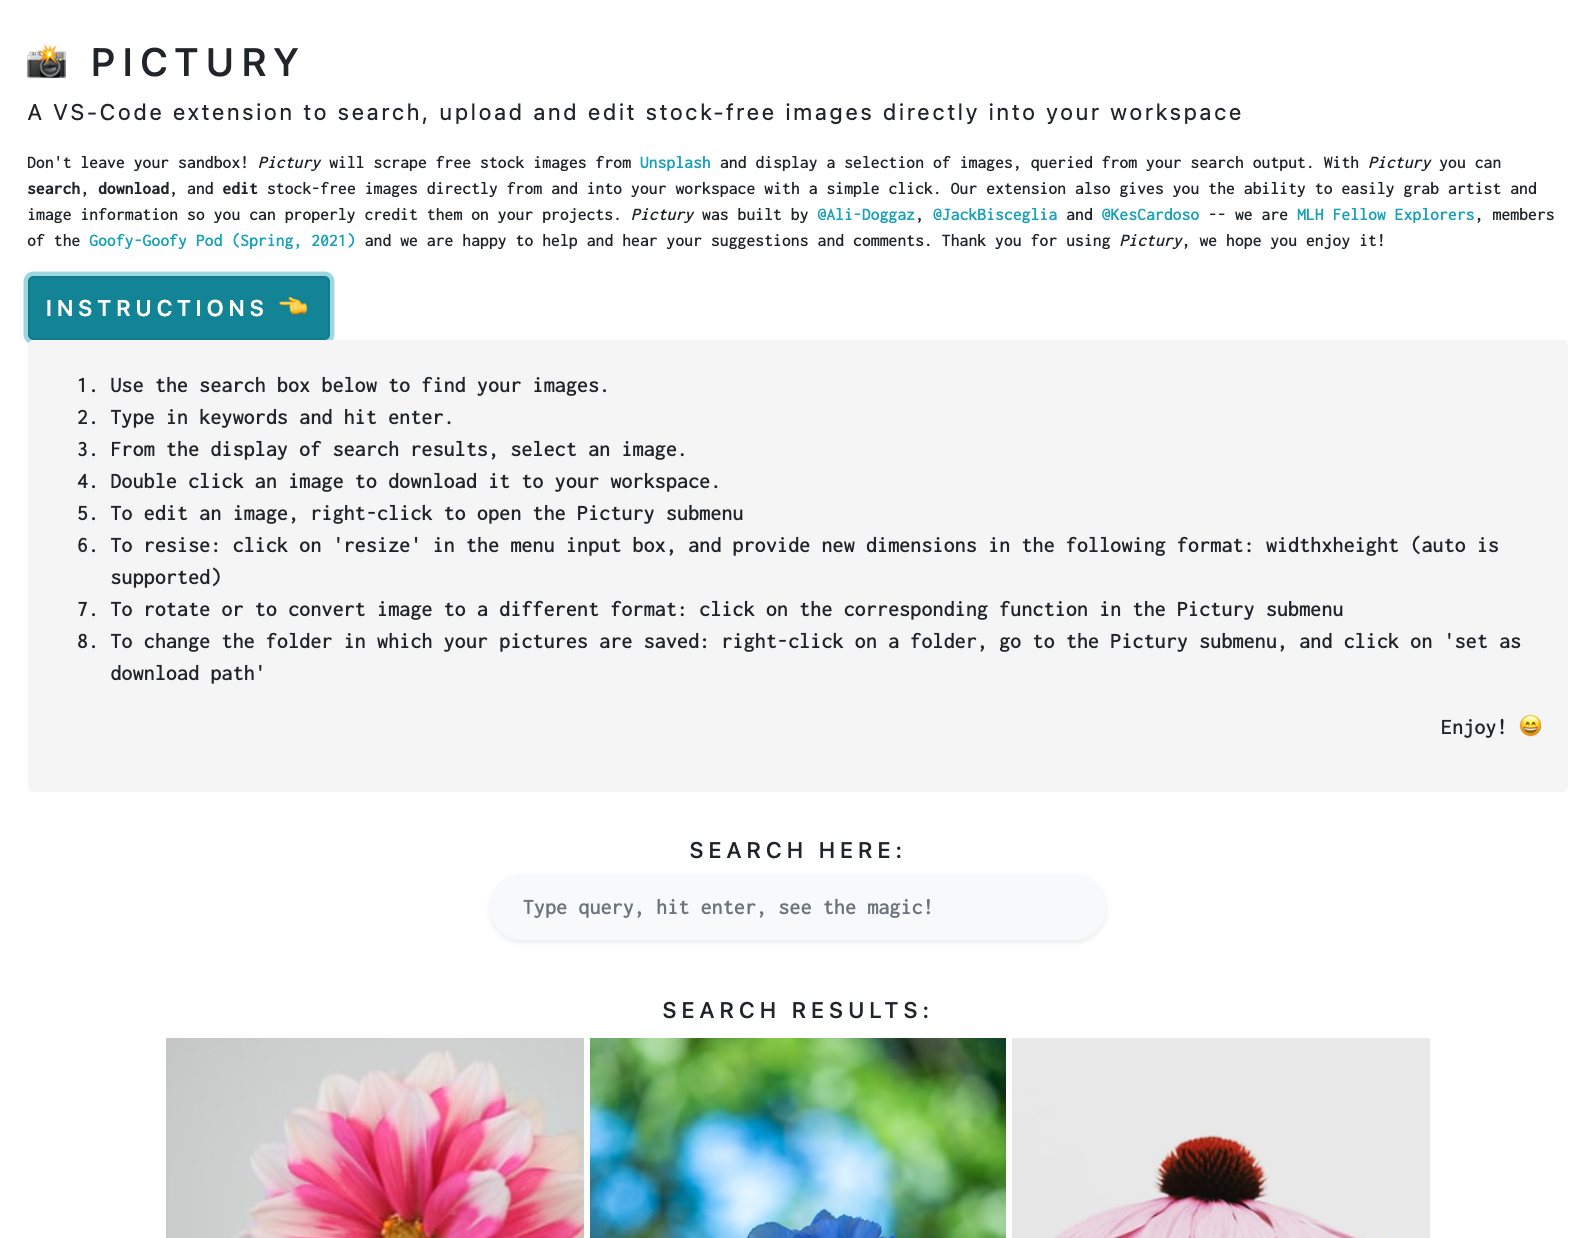 📸 PICTURY
A VS-Code extension to search, upload and edit stock-free images directly into your workspace
Don't leave your sandbox! Pictury will scrape free stock images from Unsplash and display a selection of images, queried from your search output. With Pictury you can
search, download, and edit stock-free images directly from and into your workspace with a simple click. Our extension also gives you the ability to easily grab artist and
image information so you can properly credit them on your projects. Pictury was built by @Ali-Doggaz, @JackBisceglia and @KesCardoso -- we are MLH Fellow Explorers, members
of the Goofy-Goofy Pod (Spring, 2021) and we are happy to help and hear your suggestions and comments. Thank you for using Pictury, we hope you enjoy it!
INSTRUCTIONS 👈
1. Use the search box below to find your images.
2. Type in keywords and hit enter.
3. From the display of search results, select an image.
4. Double click an image to download it to your workspace.
5. To edit an image, right-click to open the Pictury submenu
6. To resise: click on 'resize' in the menu input box, and provide new dimensions in the following format: widthxheight (auto is
supported)
7. To rotate or to convert image to a different format: click on the corresponding function in the Pictury submenu
8. To change the folder in which your pictures are saved: right-click on a folder, go to the Pictury submenu, and click on 'set as
download path'
Enjoy! 😄
SEARCH HERE:
Type query, hit enter, see the magic!
SEARCH RESULTS: